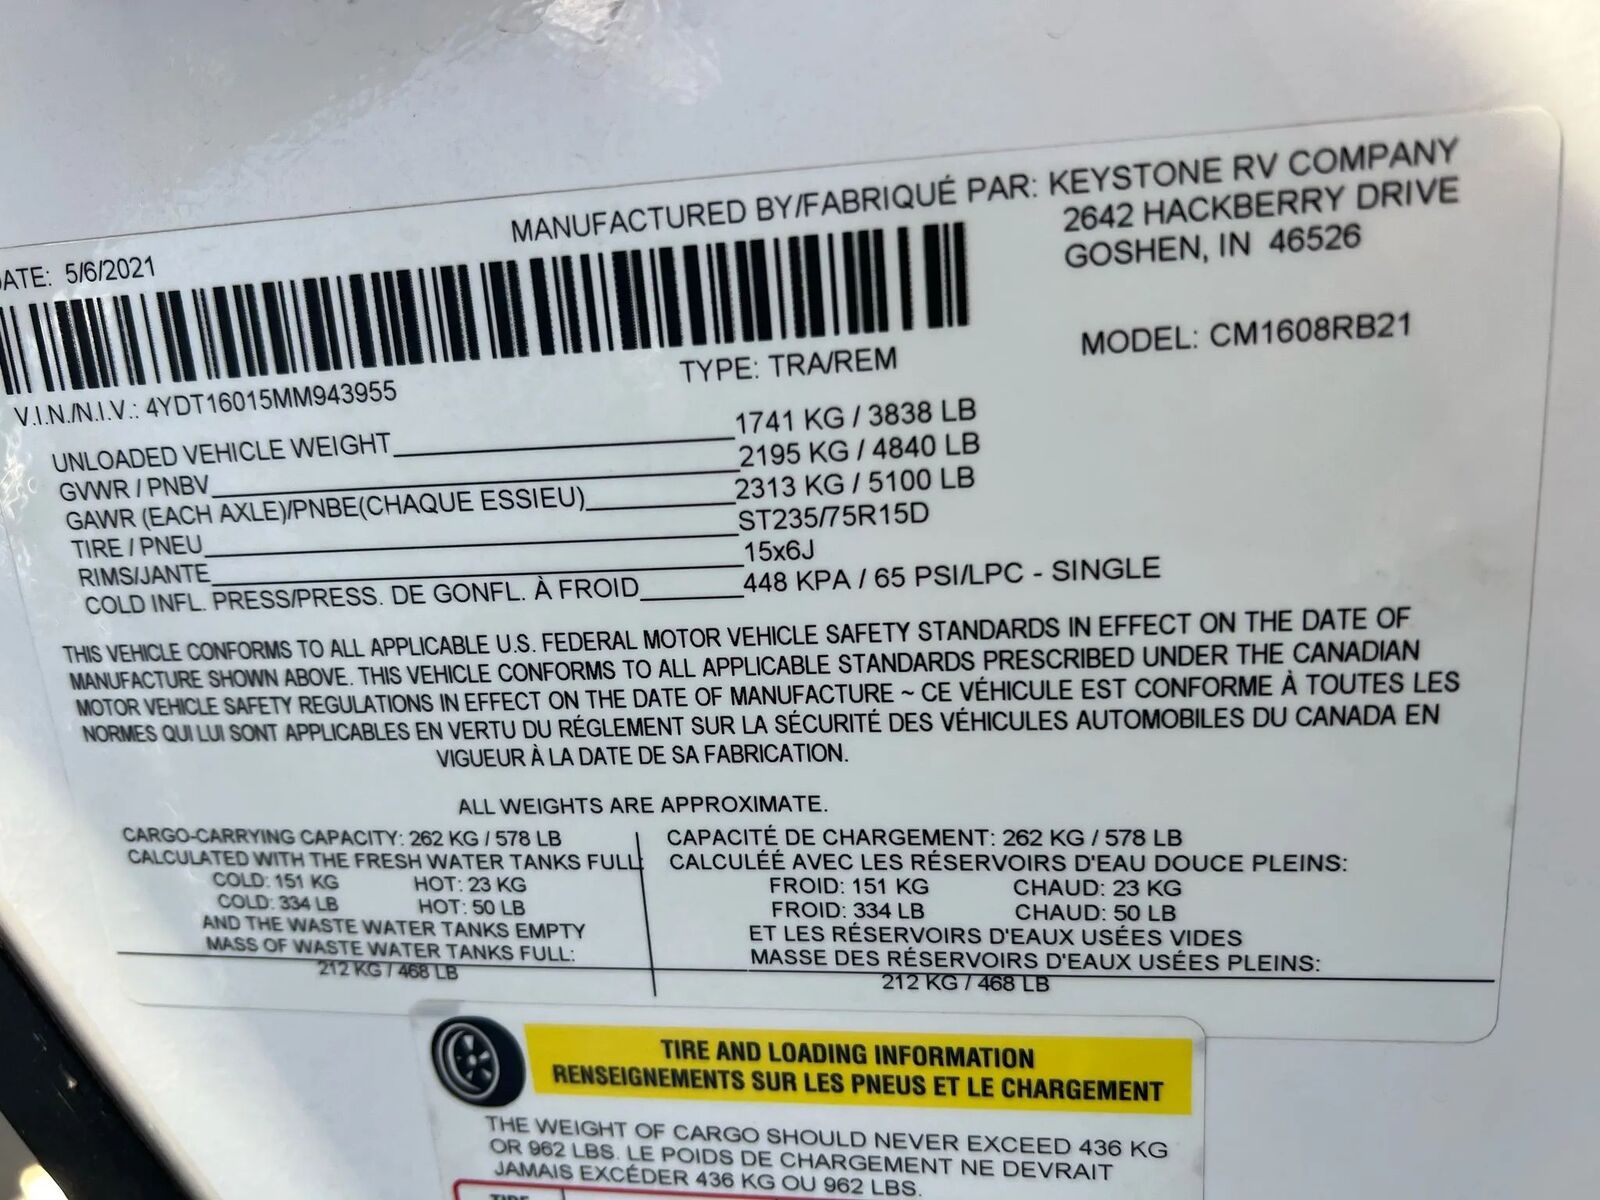 MANUFACTURED BY/FABRIQUÉ PAR: KEYSTONE RV COMPANY
2642 HACKBERRY DRIVE
GOSHEN, IN 46526
DATE: 5/6/2021
MODEL: CM1608RB21
TYPE: TRA/REM
V.I.N./N.I.V.: 4YDT16015MM943955
UNLOADED VEHICLE WEIGHT 1741 KG / 3838 LB
GVWR / PNBV 2195 KG / 4840 LB
GAWR (EACH AXLE)/PNBE(CHAQUE ESSIEU) 2313 KG / 5100 LB
TIRE / PNEU ST235/75R15D
RIMS/JANTE 15x6J
COLD INFL. PRESS/PRESS. DE GONFL. À FROID 448 KPA / 65 PSI/LPC - SINGLE
THIS VEHICLE CONFORMS TO ALL APPLICABLE U.S. FEDERAL MOTOR VEHICLE SAFETY STANDARDS IN EFFECT ON THE DATE OF
MANUFACTURE SHOWN ABOVE. THIS VEHICLE CONFORMS TO ALL APPLICABLE STANDARDS PRESCRIBED UNDER THE CANADIAN
MOTOR VEHICLE SAFETY REGULATIONS IN EFFECT ON THE DATE OF MANUFACTURE ~ CE VÉHICULE EST CONFORME À TOUTES LES
NORMES QUI LUI SONT APPLICABLES EN VERTU DU RÉGLEMENT SUR LA SÉCURITÉ DES VÉHICULES AUTOMOBILES DU CANADA EN
VIGUEUR À LA DATE DE SA FABRICATION.
ALL WEIGHTS ARE APPROXIMATE.
CARGO-CARRYING CAPACITY: 262 KG / 578 LB
CALCULATED WITH THE FRESH WATER TANKS FULL:
COLD: 151 KG HOT: 23 KG
COLD: 334 LB HOT: 50 LB
AND THE WASTE WATER TANKS EMPTY
MASS OF WASTE WATER TANKS FULL:
212 KG / 468 LB
CAPACITÉ DE CHARGEMENT: 262 KG / 578 LB
CALCULÉÉ AVEC LES RÉSERVOIRS D'EAU DOUCE PLEINS:
FROID: 151 KG CHAUD: 23 KG
FROID: 334 LB CHAUD: 50 LB
ET LES RÉSERVOIRS D'EAUX USÉES VIDES
MASSE DES RÉSERVOIRS D'EAUX USÉES PLEINS:
212 KG / 468 LB
TIRE AND LOADING INFORMATION
RENSEIGNEMENTS SUR LES PNEUS ET LE CHARGEMENT
THE WEIGHT OF CARGO SHOULD NEVER EXCEED 436 KG
OR 962 LBS. LE POIDS DE CHARGEMENT NE DEVRAIT
JAMAIS EXCÉDER 436 KG OU 962 LBS.
TIRE